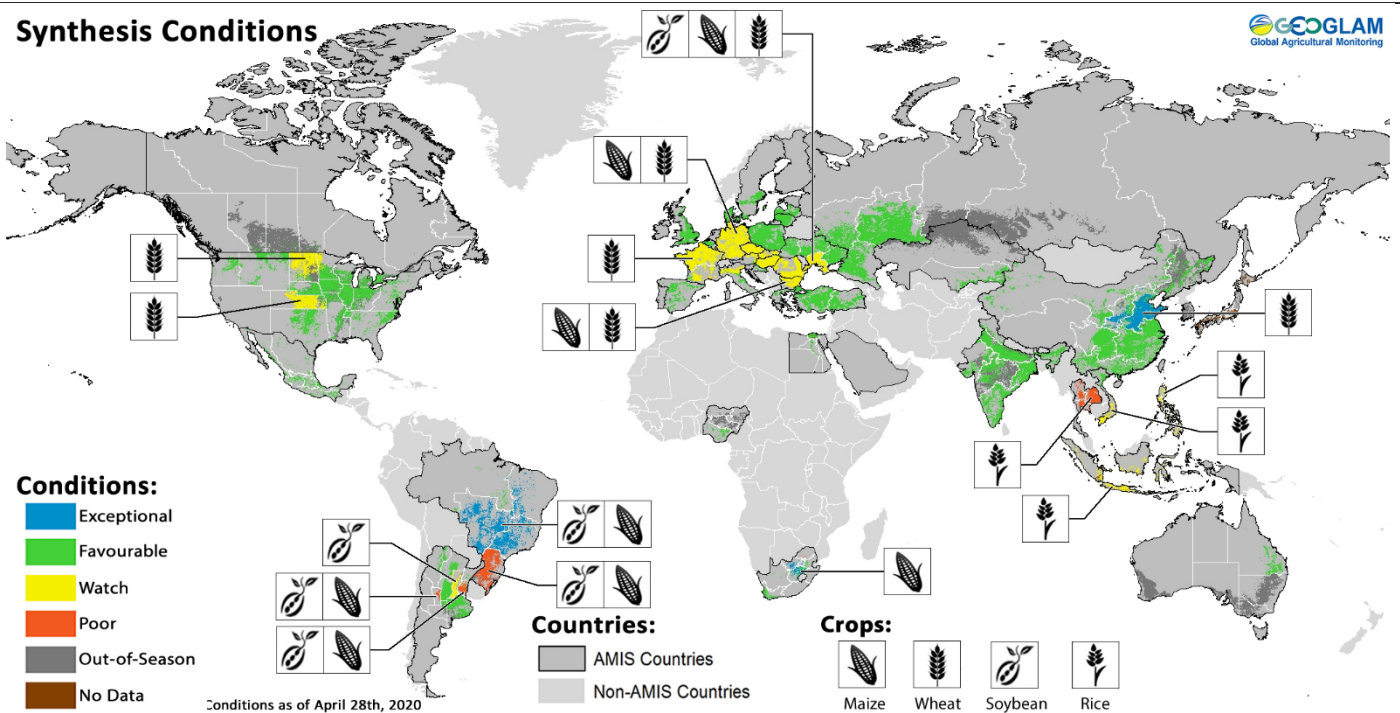 Synthesis Conditions
GEOGLAM
Global Agricultural Monitoring
Conditions:
Exceptional
Favourable
Watch
Poor
Out-of-Season
No Data
Conditions as of April 28th, 2020
Countries:
AMIS Countries
Non-AMIS Countries
Crops:
Maize
Wheat
Soybean
Rice